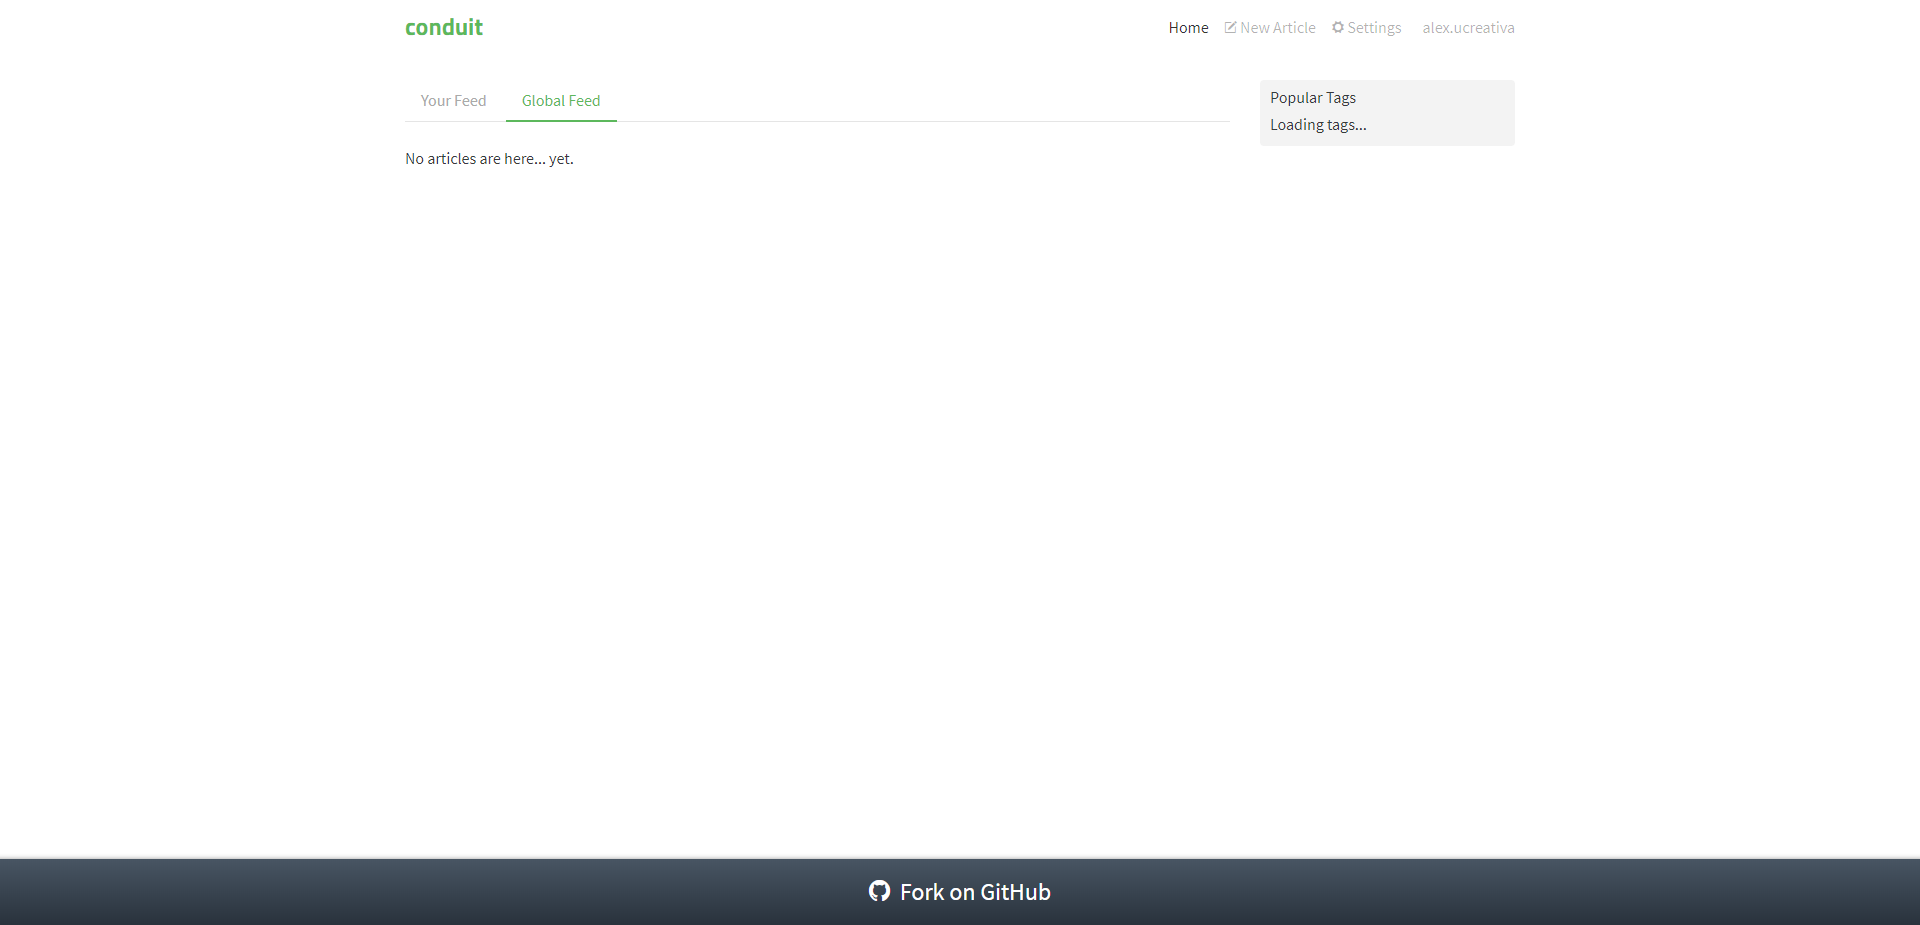 conduit
Home New Article Settings alex.ucreativa
Your Feed Global Feed
No articles are here... yet.
Popular Tags
Loading tags...
Fork on GitHub